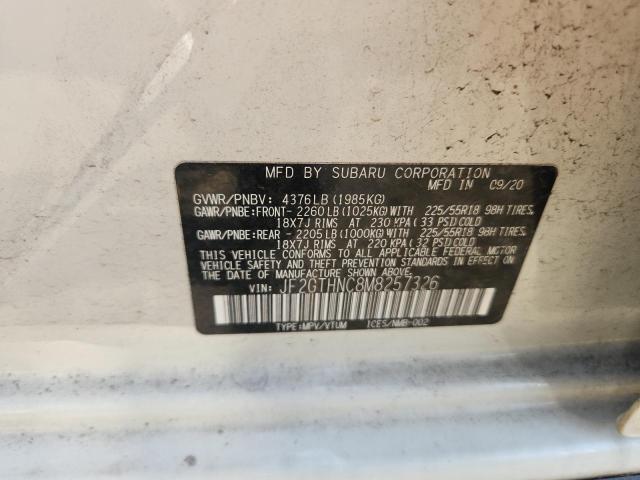 MFD BY SUBARU CORPORATION
MFD IN 09/20
GVWR/PNBV: 4376LB (1985KG)
GAWR/PNBE:FRONT- 2260LB (1025KG) WITH 225/55R18 98H TIRES,
18X7J RIMS AT 230 KPA (33 PSI) COLD
GAWR/PNBE:REAR - 2205LB (1000KG) WITH 225/55R18 98H TIRES,
18X7J RIMS AT 220 KPA (32 PSI) COLD
THIS VEHICLE CONFORMS TO ALL APPLICABLE FEDERAL MOTOR
VEHICLE SAFETY AND THEFT PREVENTION STANDARDS
IN EFFECT ON THE DATE OF MANUFACTURE SHOWN ABOVE.
VIN: JF2GTHNC8M8257326
TYPE:MPV/VTUM ICES/NMB-002